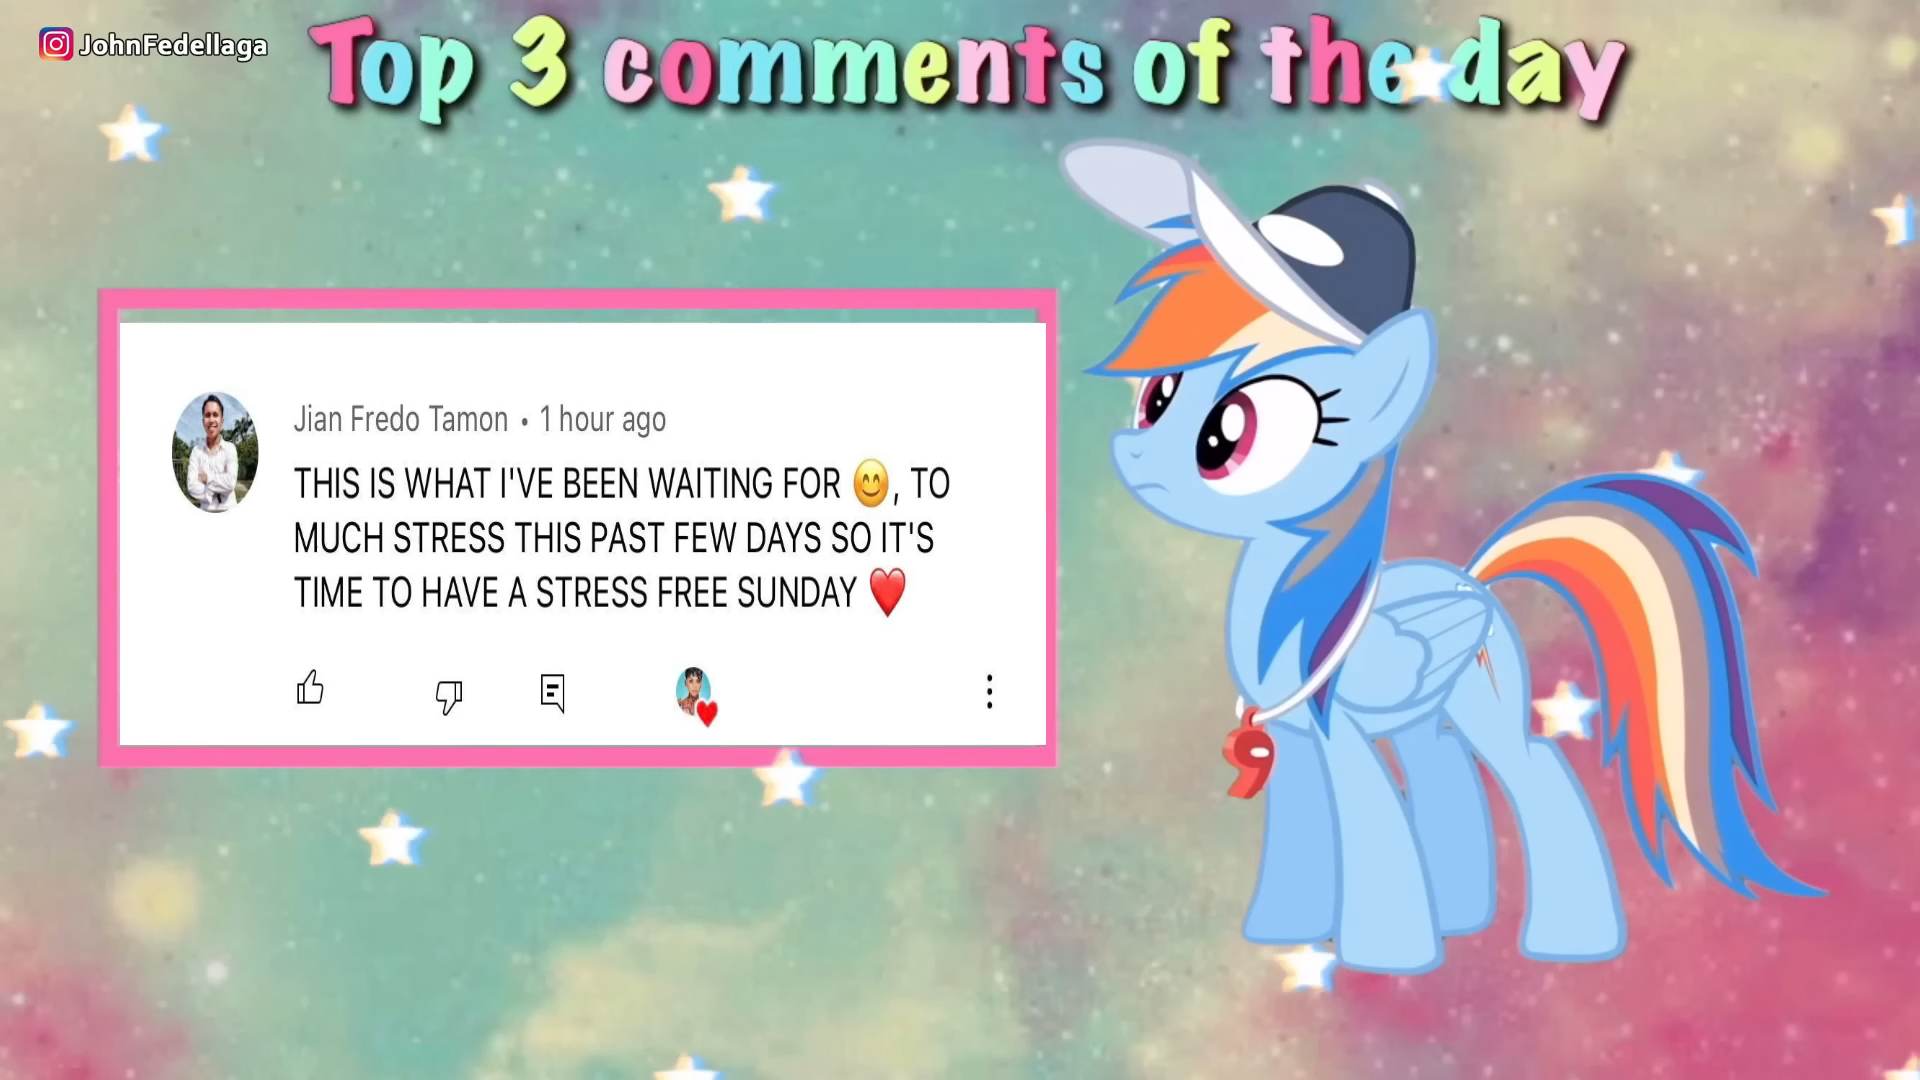 JohnFedellaga
Top 3 comments of the day
Jian Fredo Tamon • 1 hour ago
THIS IS WHAT I'VE BEEN WAITING FOR 😊, TO
MUCH STRESS THIS PAST FEW DAYS SO IT'S
TIME TO HAVE A STRESS FREE SUNDAY ❤️